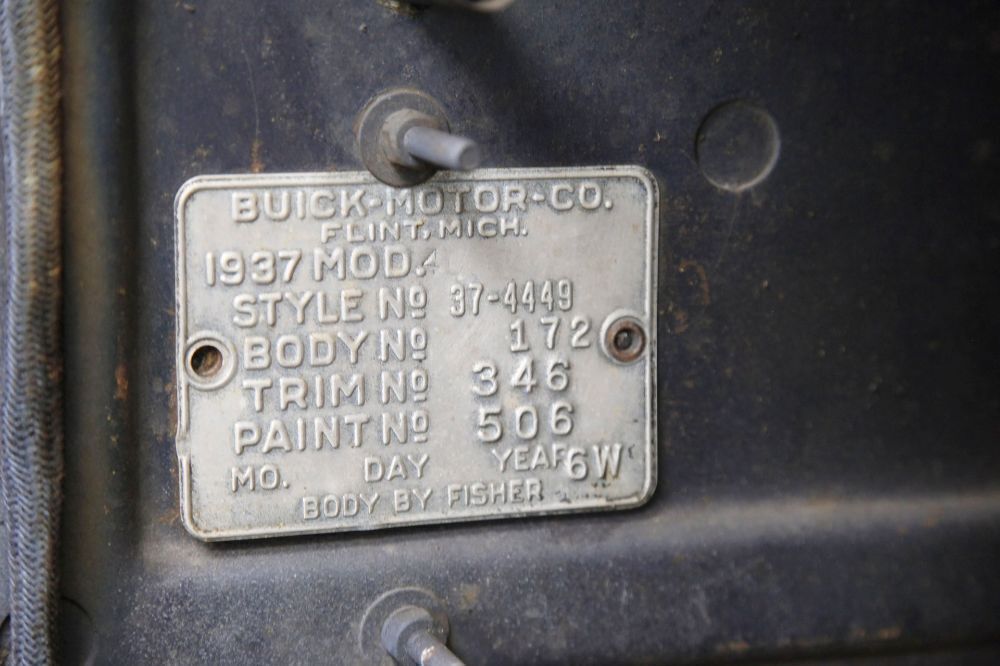 BUICK-MOTOR-CO.
FLINT, MICH.
1937 MOD. 4
STYLE Nº 37-4449
BODY Nº 172
TRIM Nº 346
PAINT Nº 506
MO. DAY YEAR 6W
BODY BY FISHER